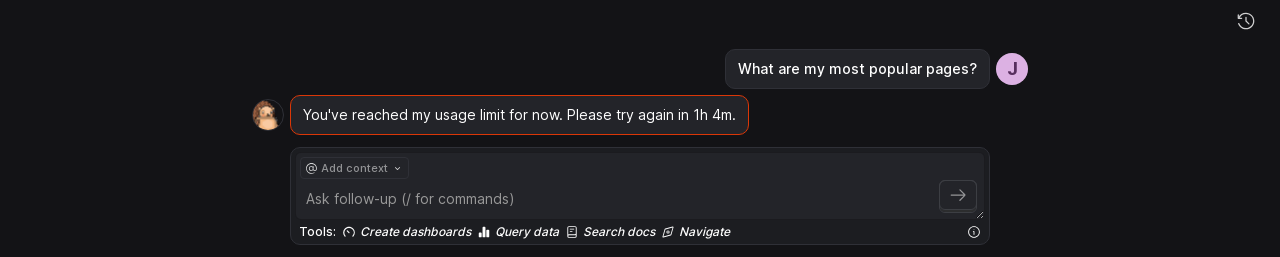 What are my most popular pages?
J
You've reached my usage limit for now. Please try again in 1h 4m.
@ Add context
Ask follow-up (/ for commands)
Tools: Create dashboards Query data Search docs Navigate